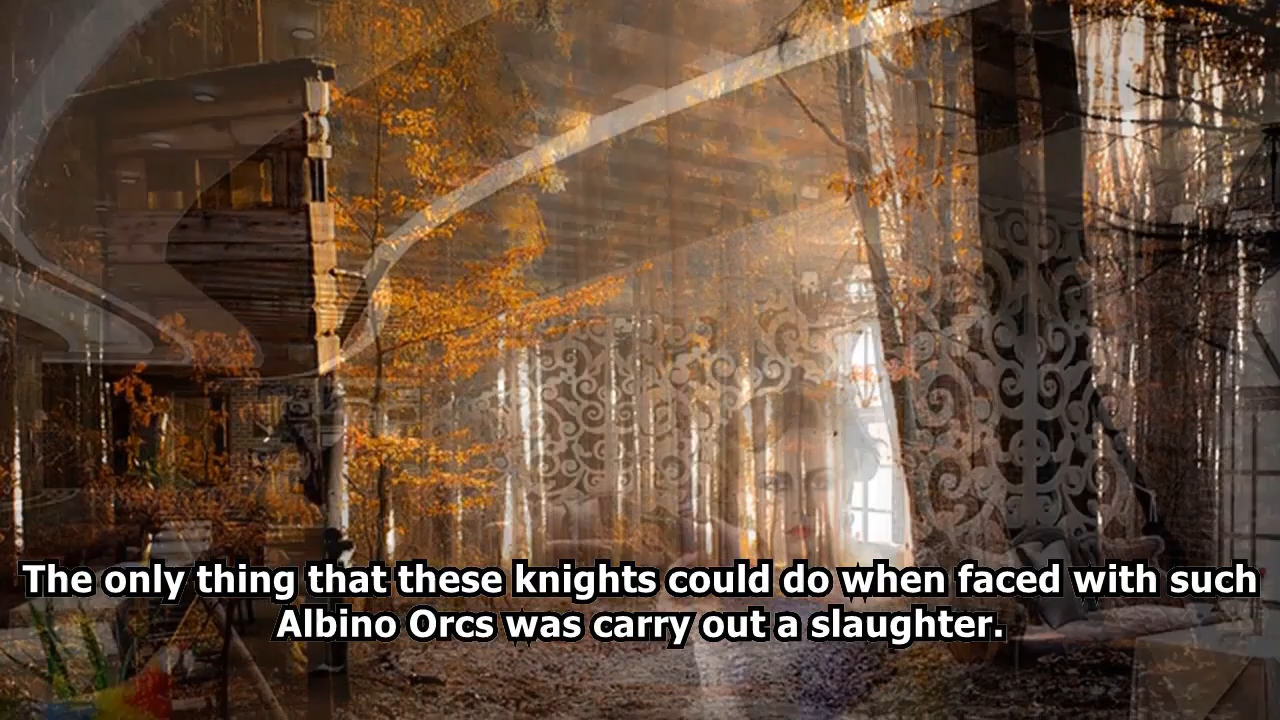 The only thing that these knights could do when faced with such
Albino Orcs was carry out a slaughter.